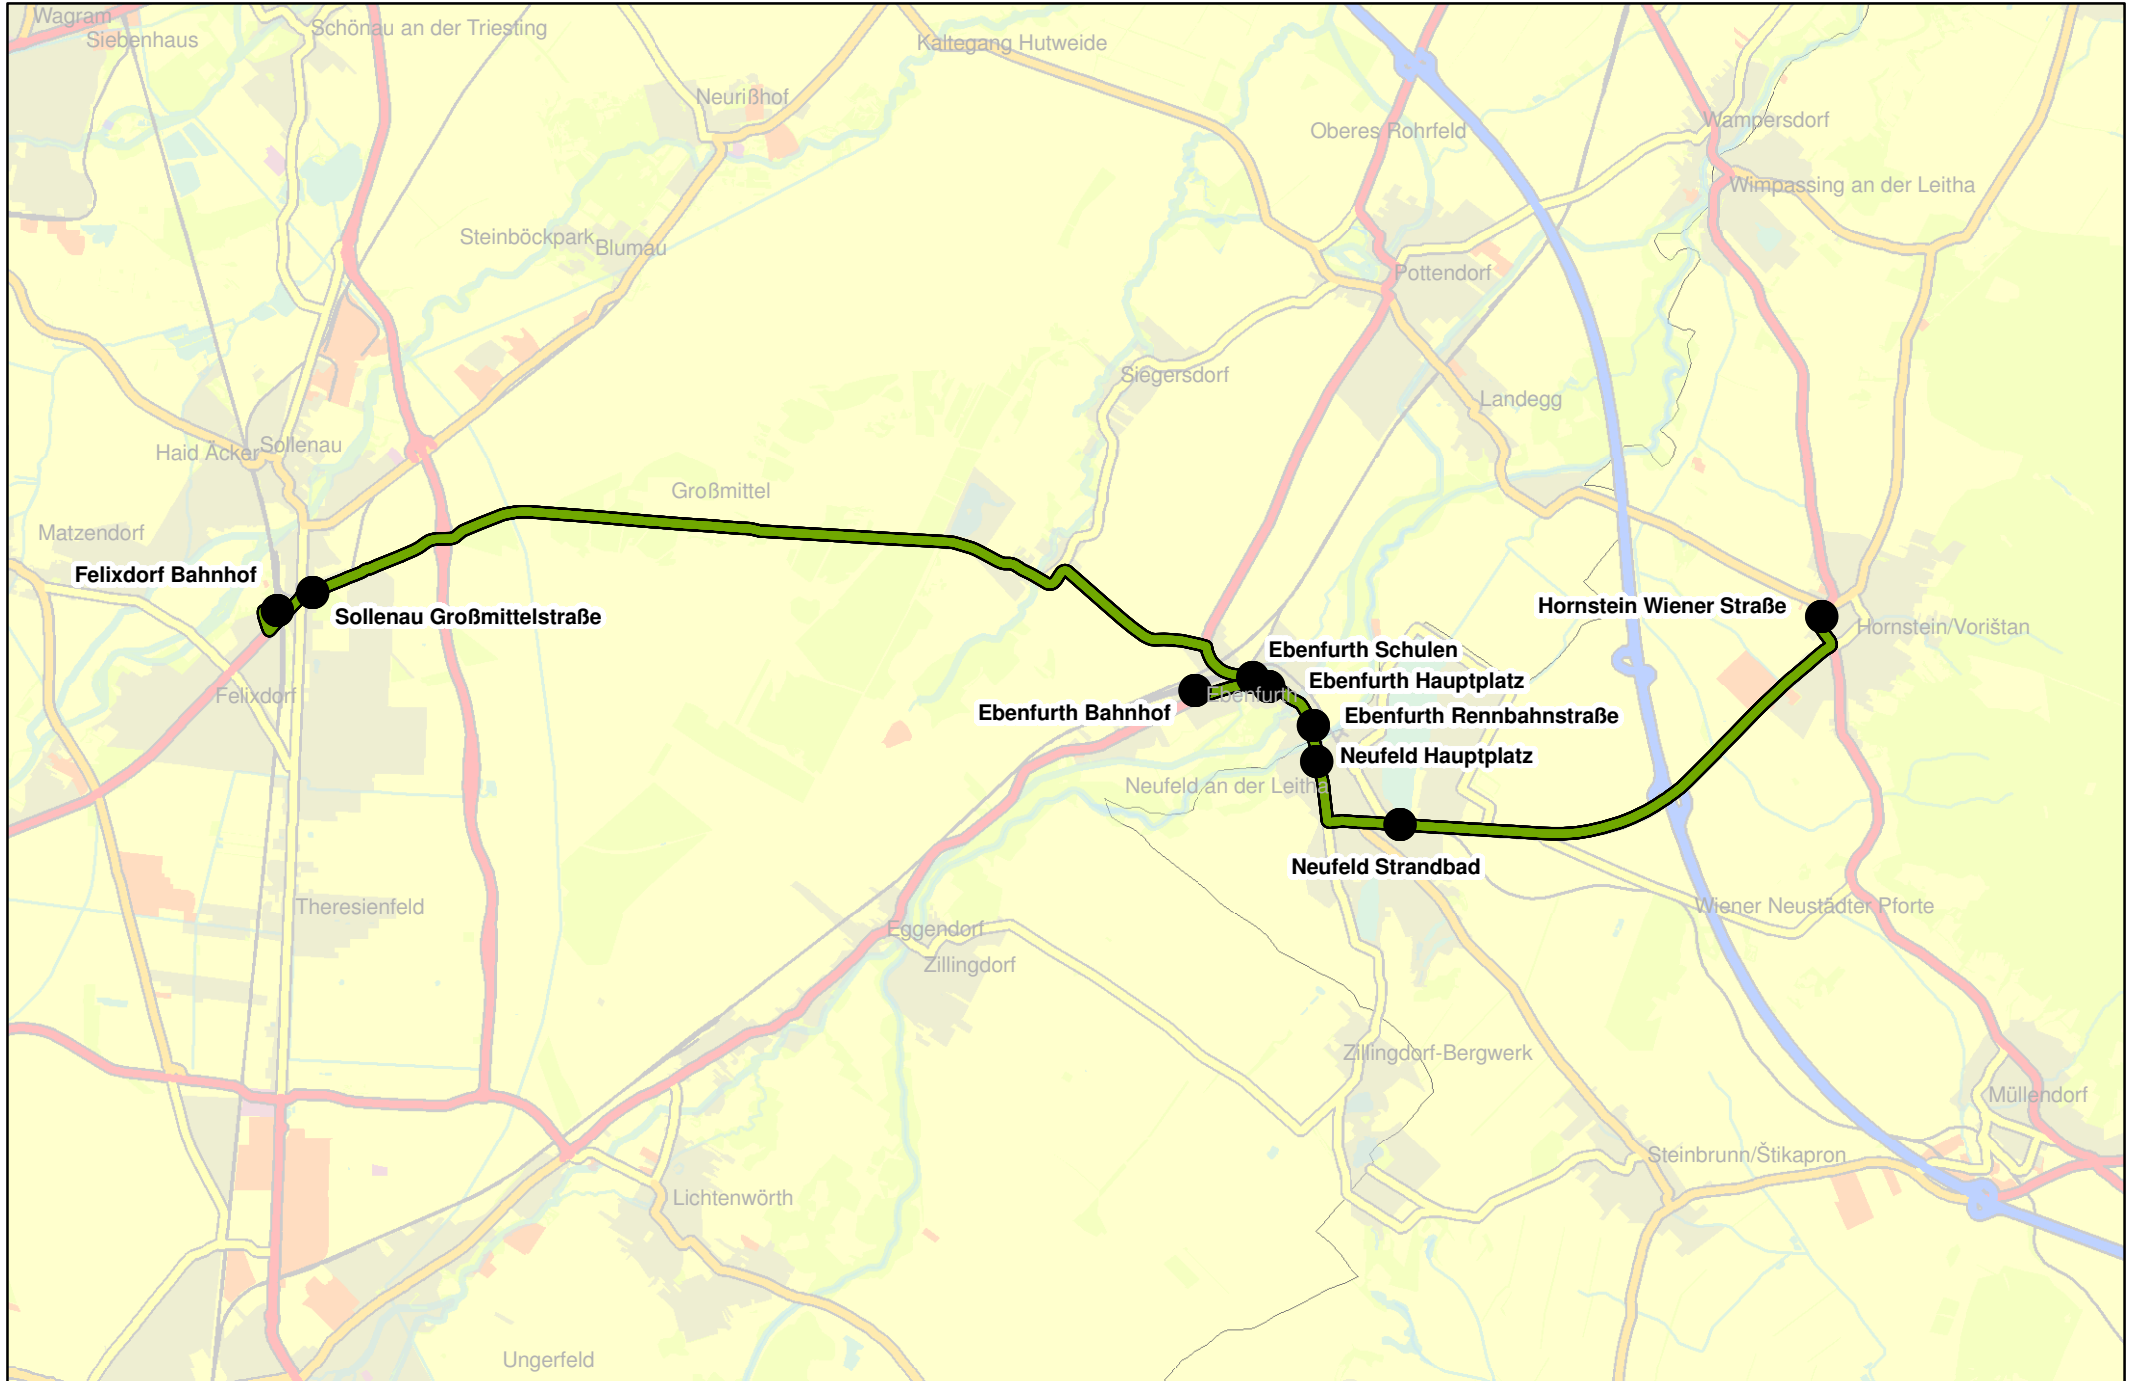 Wagram
Schönau an der Triesting
Siebenhaus
Kaltegang Hutweide
Neurißhof
Oberes Rohrfeld
Wampersdorf
Wimpassing an der Leitha
Steinböckpark
Blumau
Pottendorf
Siegersdorf
Landegg
Haid Äcker
Sollenau
Großmittel
Matzendorf
Felixdorf Bahnhof
Sollenau Großmittelstraße
Hornstein Wiener Straße
Hornstein/Vorištan
Ebenfurth Schulen
Ebenfurth Hauptplatz
Felixdorf
Ebenfurth
Ebenfurth Bahnhof
Ebenfurth Rennbahnstraße
Neufeld Hauptplatz
Neufeld an der Leitha
Neufeld Strandbad
Theresienfeld
Wiener Neustädter Pforte
Eggendorf
Zillingdorf
Zillingdorf-Bergwerk
Müllendorf
Steinbrunn/Štikapron
Lichtenwörth
Ungerfeld